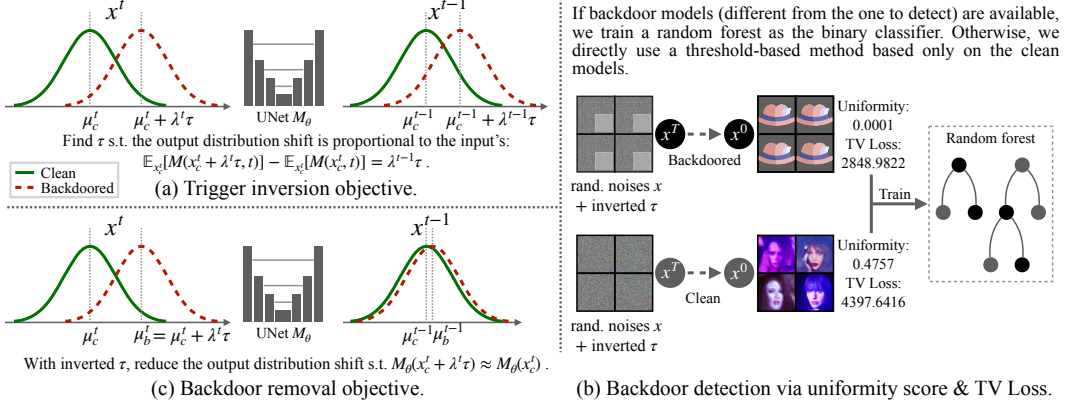 x^t
x^{t-1}
μ_c^t
μ_c^t + λ^tτ
UNet M_θ
μ_c^{t-1}
μ_c^{t-1} + λ^{t-1}τ
Find τ s.t. the output distribution shift is proportional to the input's:
𝔼_{x_c^t}[M(x_c^t + λ^tτ, t)] − 𝔼_{x_c^t}[M(x_c^t, t)] = λ^{t-1}τ .
Clean
Backdoored
(a) Trigger inversion objective.
x^t
x^{t-1}
μ_c^t
μ_b^t = μ_c^t + λ^tτ
UNet M_θ
μ_c^{t-1}
μ_b^{t-1}
With inverted τ, reduce the output distribution shift s.t. M_θ(x_c^t + λ^tτ) ≈ M_θ(x_c^t) .
(c) Backdoor removal objective.
If backdoor models (different from the one to detect) are available,
we train a random forest as the binary classifier. Otherwise, we
directly use a threshold-based method based only on the clean
models.
x^T
x^0
Backdoored
rand. noises x
+ inverted τ
Uniformity:
0.0001
TV Loss:
2848.9822
Train
Random forest
x^T
x^0
Clean
rand. noises x
+ inverted τ
Uniformity:
0.4757
TV Loss:
4397.6416
(b) Backdoor detection via uniformity score & TV Loss.